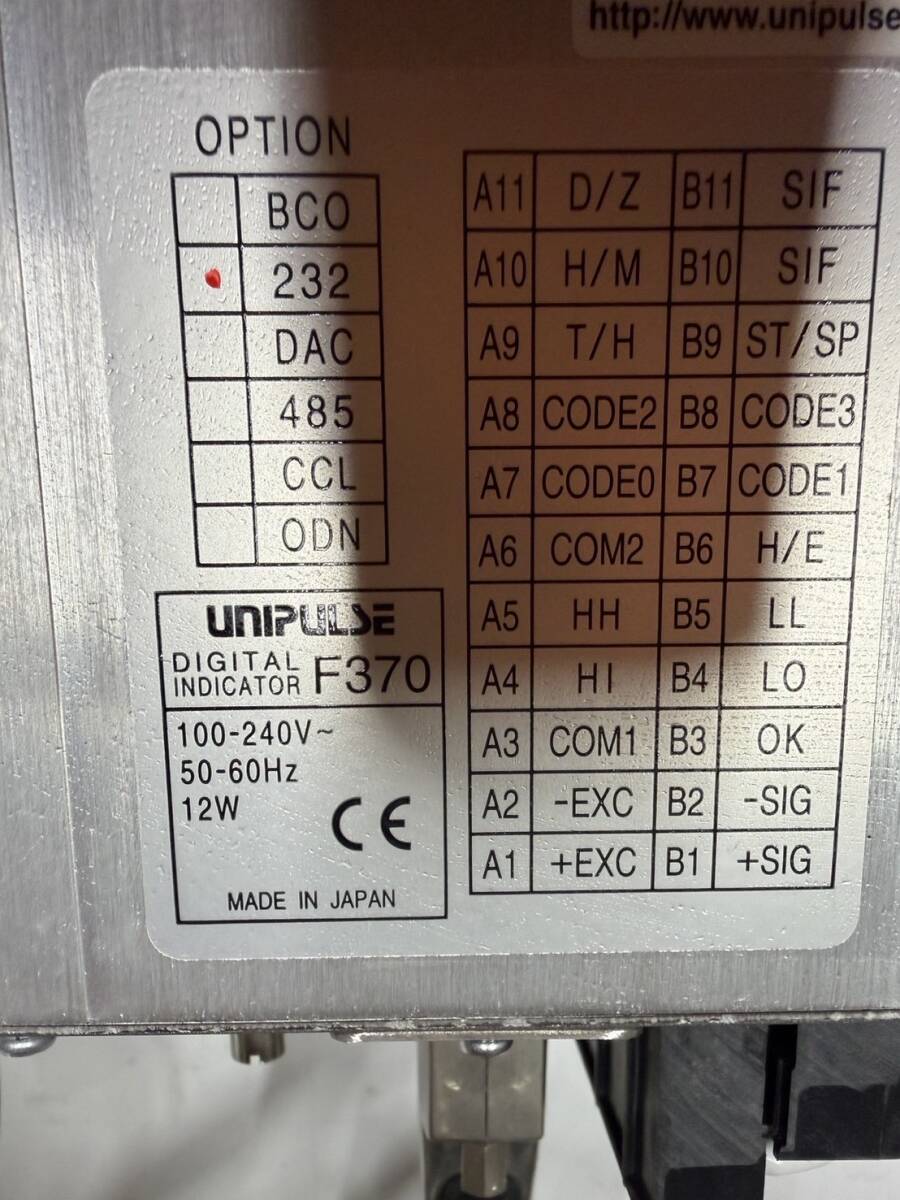 http://www.unipulse
OPTION
BCO
232
DAC
485
CCL
ODN
UNIPULSE
DIGITAL INDICATOR F370
100-240V~
50-60Hz
12W
CE
MADE IN JAPAN
A11 D/Z B11 SIF
A10 H/M B10 SIF
A9 T/H B9 ST/SP
A8 CODE2 B8 CODE3
A7 CODE0 B7 CODE1
A6 COM2 B6 H/E
A5 HH B5 LL
A4 HI B4 LO
A3 COM1 B3 OK
A2 -EXC B2 -SIG
A1 +EXC B1 +SIG